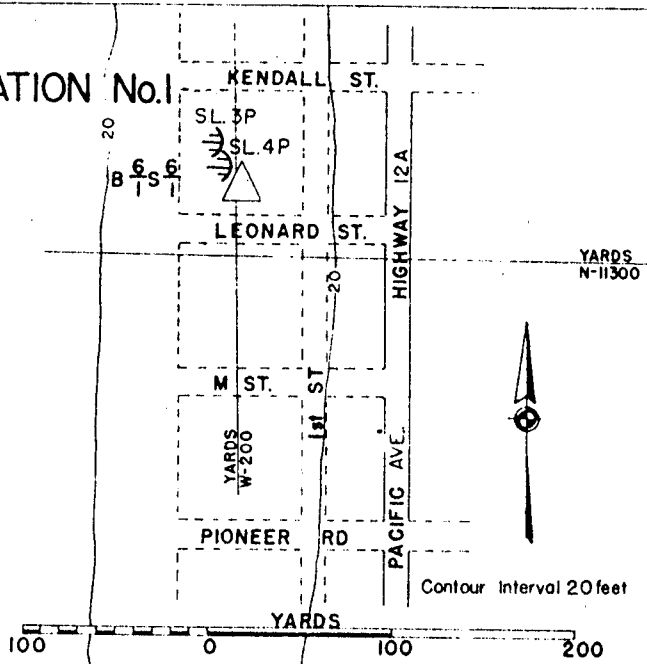 ATION No.1
KENDALL ST.
20
SL. 3P
SL. 4P
B 6/1 S 6/1
LEONARD ST.
HIGHWAY 12A
YARDS
N-11300
20
M ST.
1st ST
YARDS
W-200
PIONEER RD
PACIFIC AVE.
Contour Interval 20 feet
YARDS
100 0 100 200